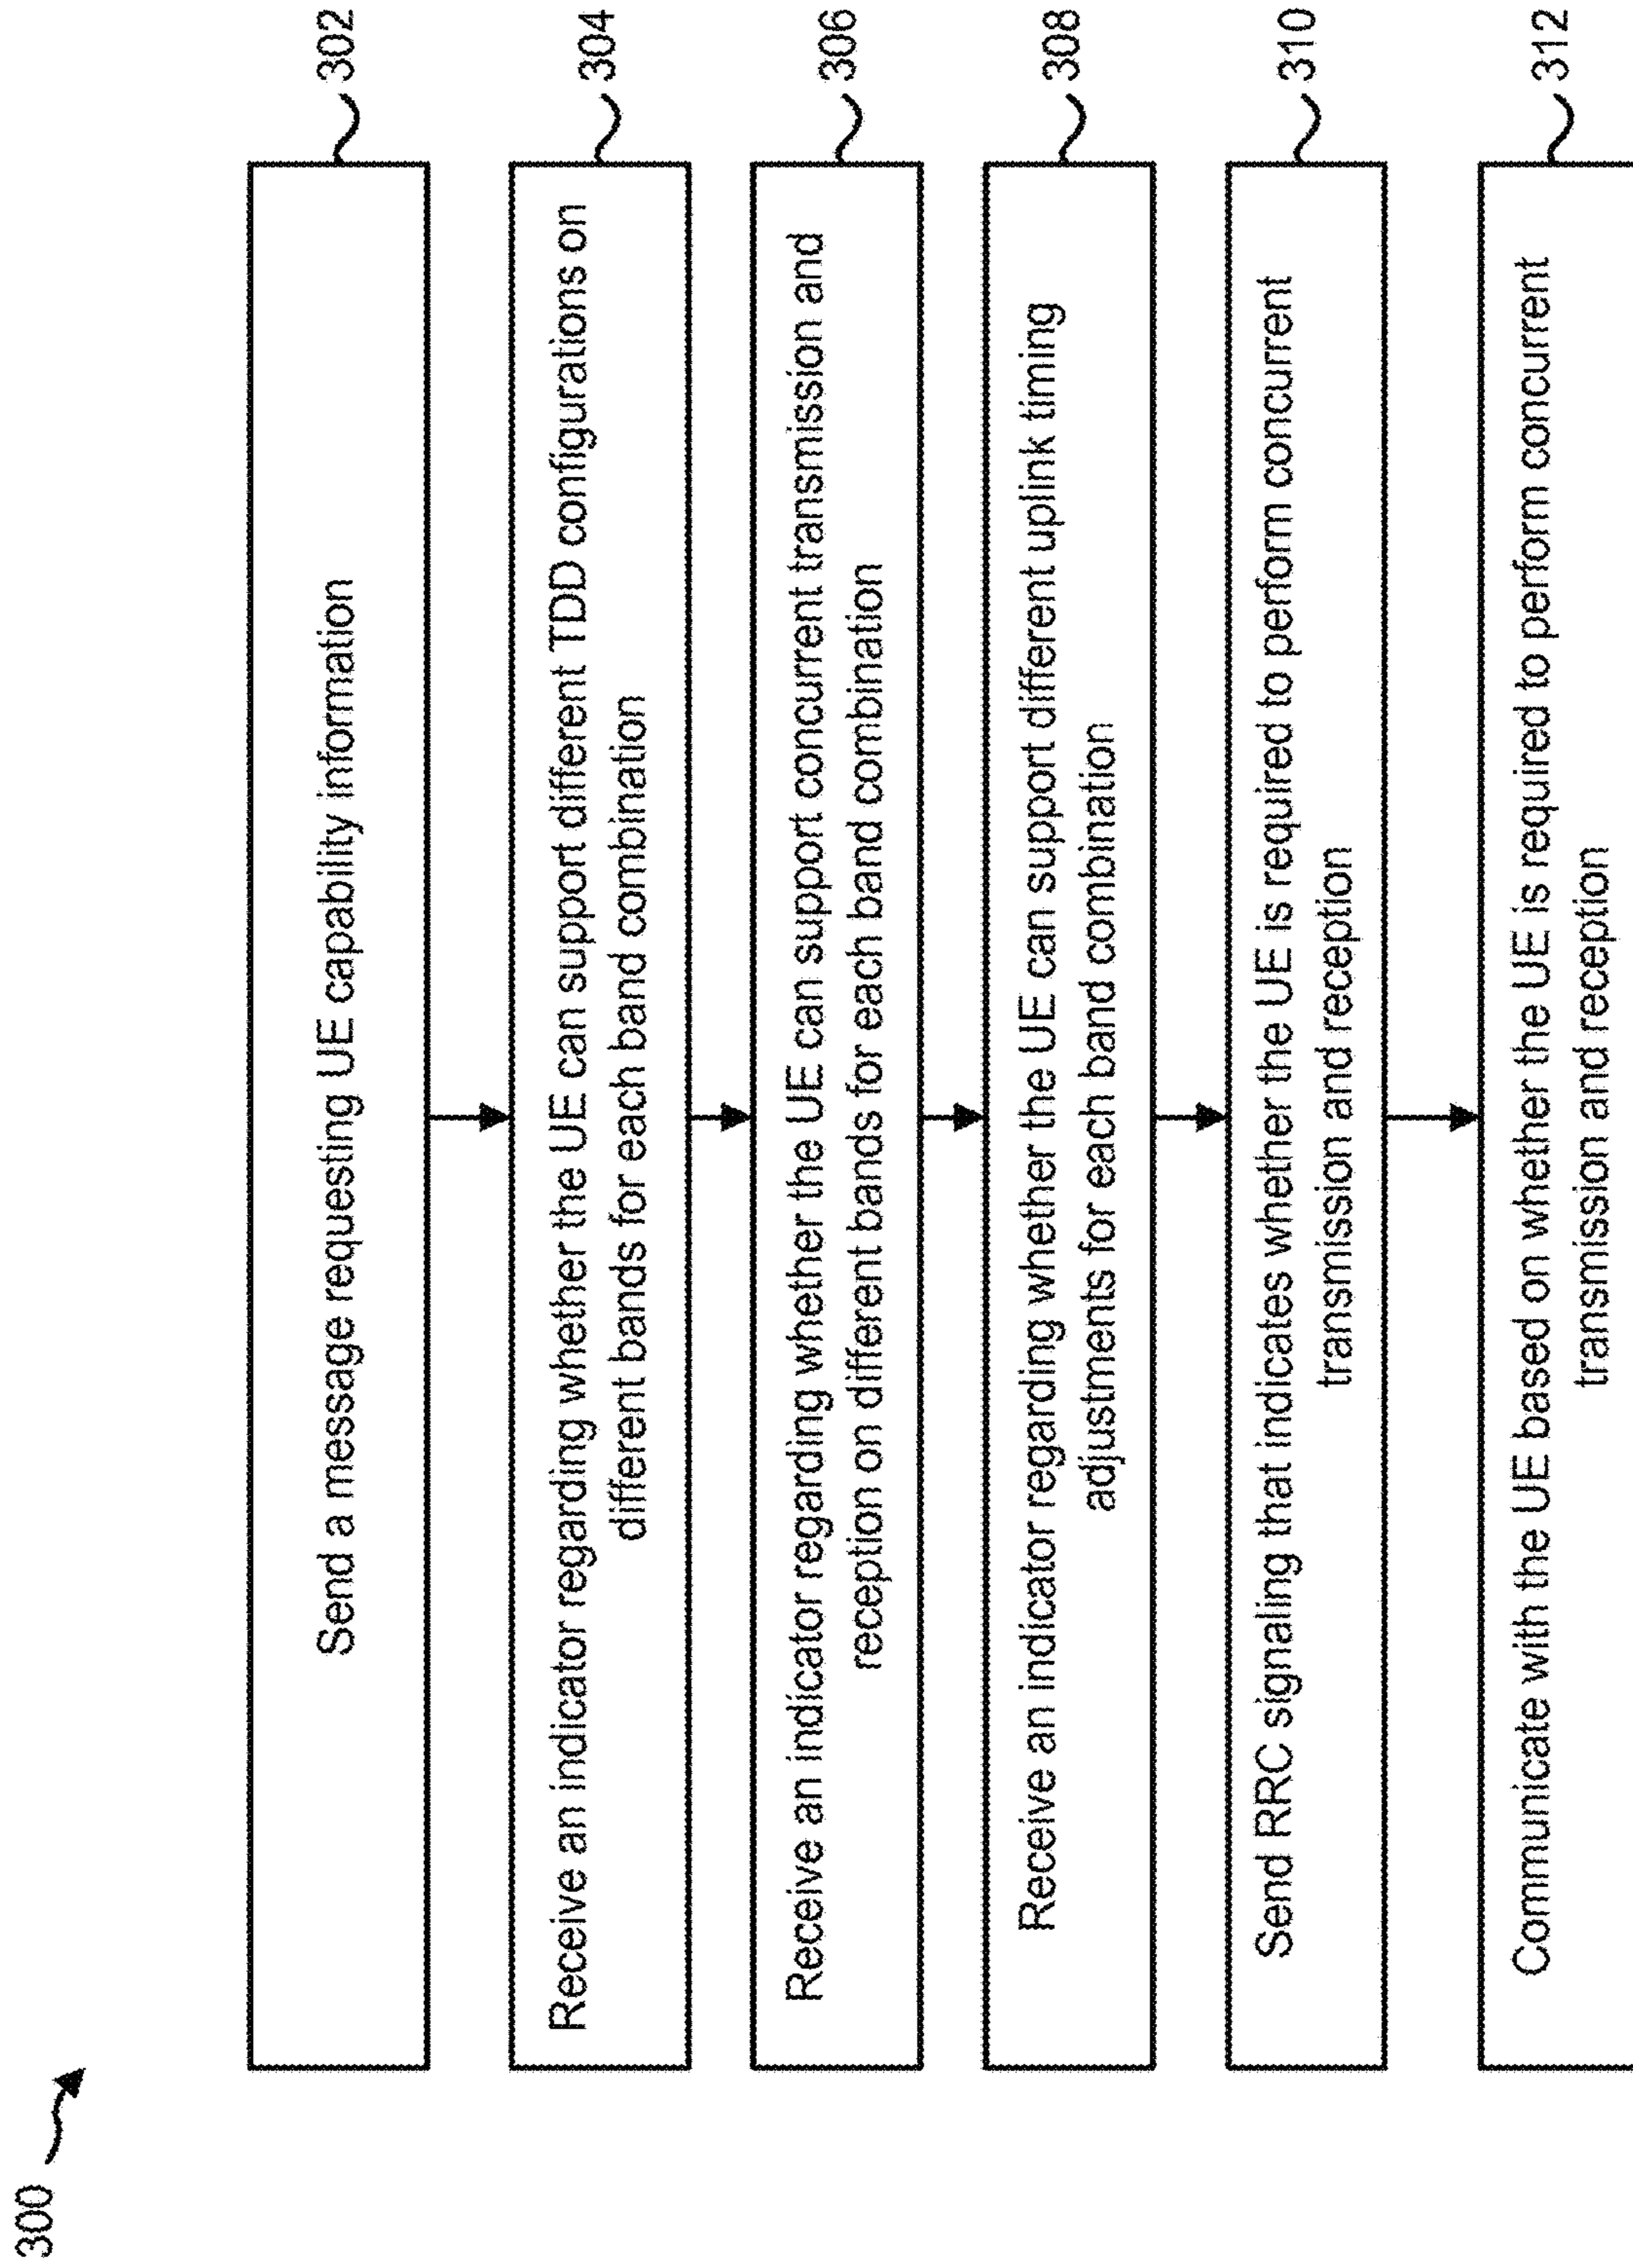 300
Send a message requesting UE capability information
302
Receive an indicator regarding whether the UE can support different TDD configurations on
different bands for each band combination
304
Receive an indicator regarding whether the UE can support concurrent transmission and
reception on different bands for each band combination
306
Receive an indicator regarding whether the UE can support different uplink timing
adjustments for each band combination
308
Send RRC signaling that indicates whether the UE is required to perform concurrent
transmission and reception
310
Communicate with the UE based on whether the UE is required to perform concurrent
transmission and reception
312